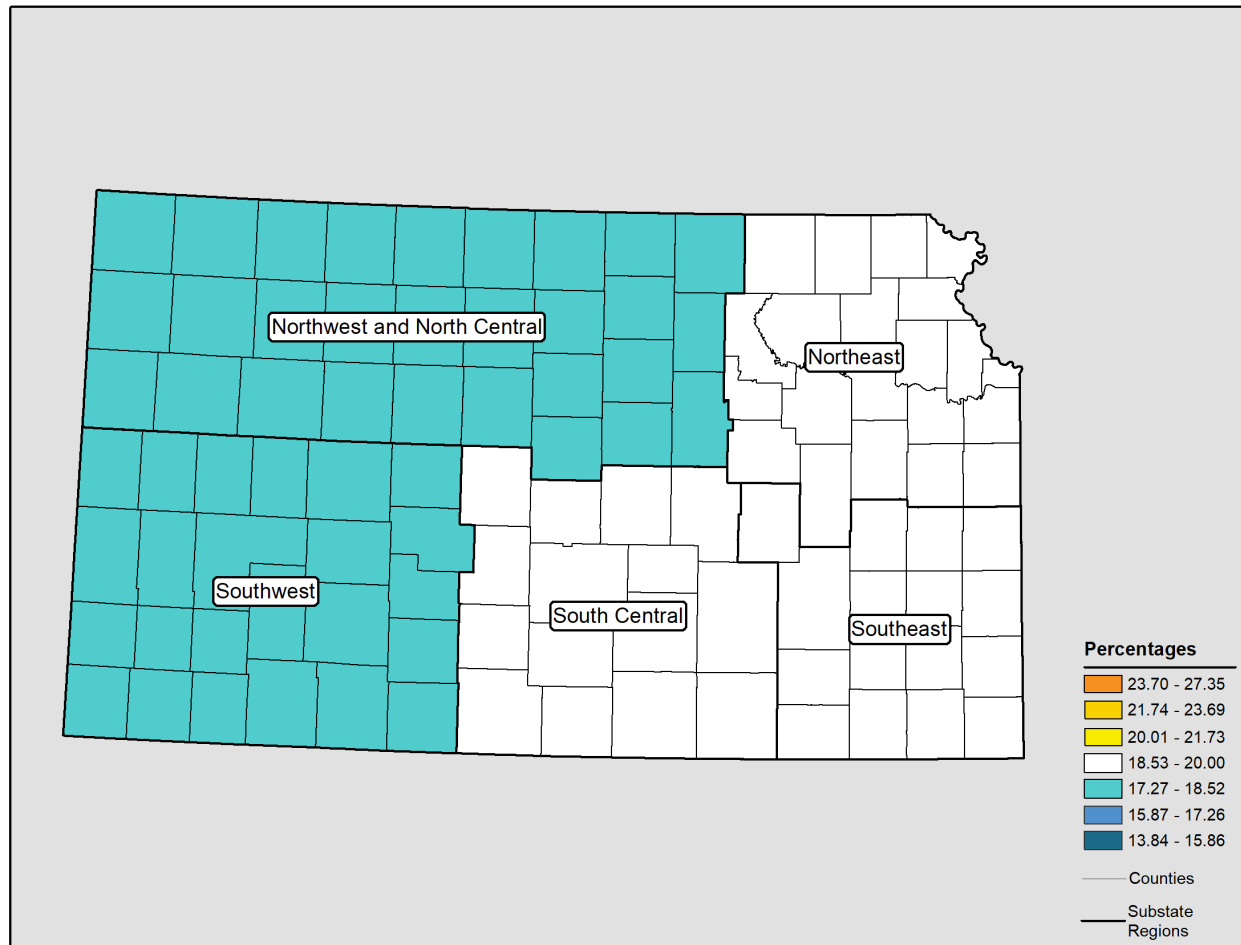 Northwest and North Central
Northeast
Southwest
South Central
Southeast
Percentages
23.70 - 27.35
21.74 - 23.69
20.01 - 21.73
18.53 - 20.00
17.27 - 18.52
15.87 - 17.26
13.84 - 15.86
Counties
Substate
Regions